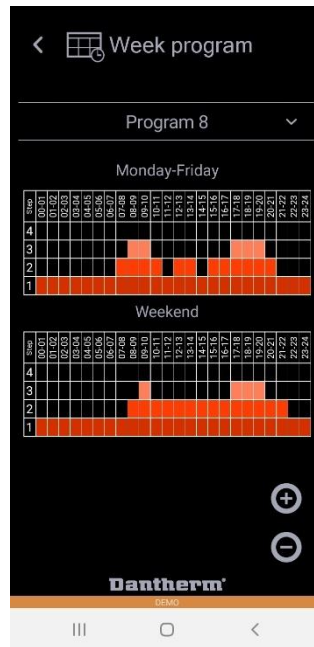 Week program
Program 8
Monday-Friday
Step 00-01 01-02 02-03 03-04 04-05 05-06 06-07 07-08 08-09 09-10 10-11 11-12 12-13 13-14 14-15 15-16 16-17 17-18 18-19 19-20 20-21 21-22 22-23 23-24
4
3
2
1
Weekend
Step 00-01 01-02 02-03 03-04 04-05 05-06 06-07 07-08 08-09 09-10 10-11 11-12 12-13 13-14 14-15 15-16 16-17 17-18 18-19 19-20 20-21 21-22 22-23 23-24
4
3
2
1
Dantherm
DEMO